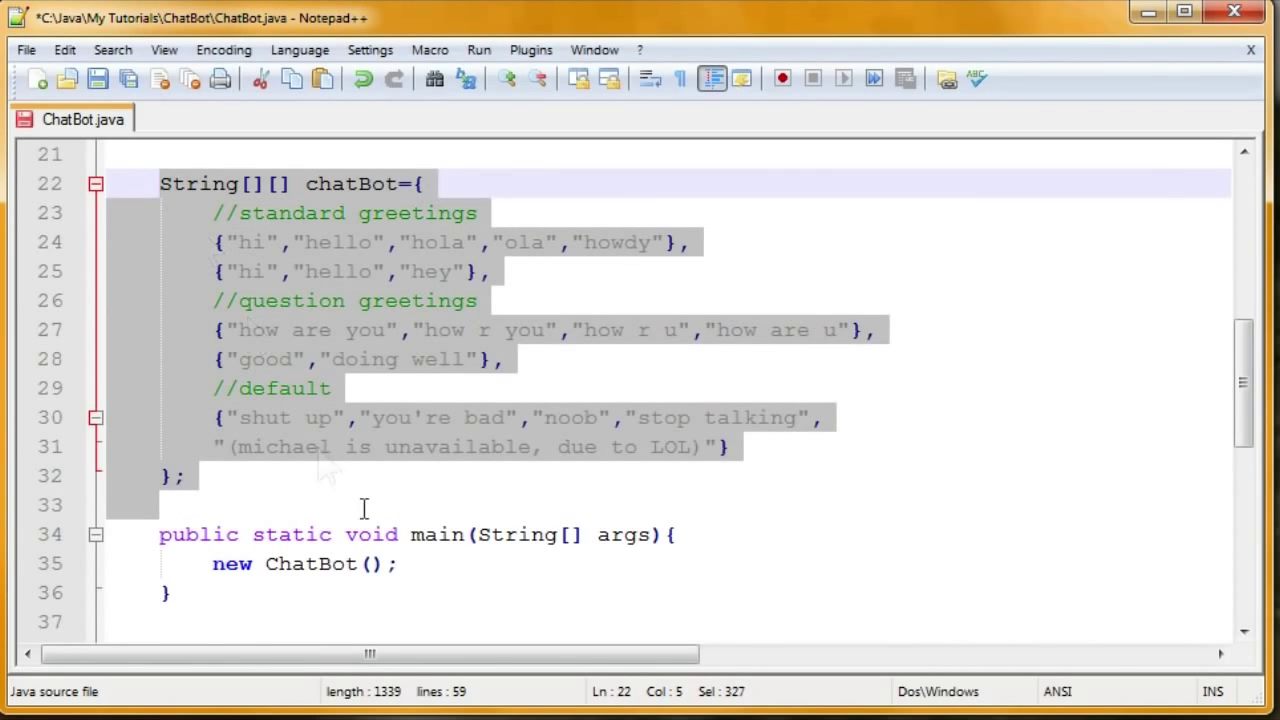 *C:\Java\My Tutorials\ChatBot\ChatBot.java - Notepad++
File Edit Search View Encoding Language Settings Macro Run Plugins Window ? X
ABC
ChatBot.java
21
22 String[][] chatBot={
23 //standard greetings
24 {"hi","hello","hola","ola","howdy"},
25 {"hi","hello","hey"},
26 //question greetings
27 {"how are you","how r you","how r u","how are u"},
28 {"good","doing well"},
29 //default
30 {"shut up","you're bad","noob","stop talking",
31 "(michael is unavailable, due to LOL)"}
32 };
33
34 public static void main(String[] args){
35 new ChatBot();
36 }
37
Java source file length : 1339 lines : 59 Ln : 22 Col : 5 Sel : 327 Dos\Windows ANSI INS